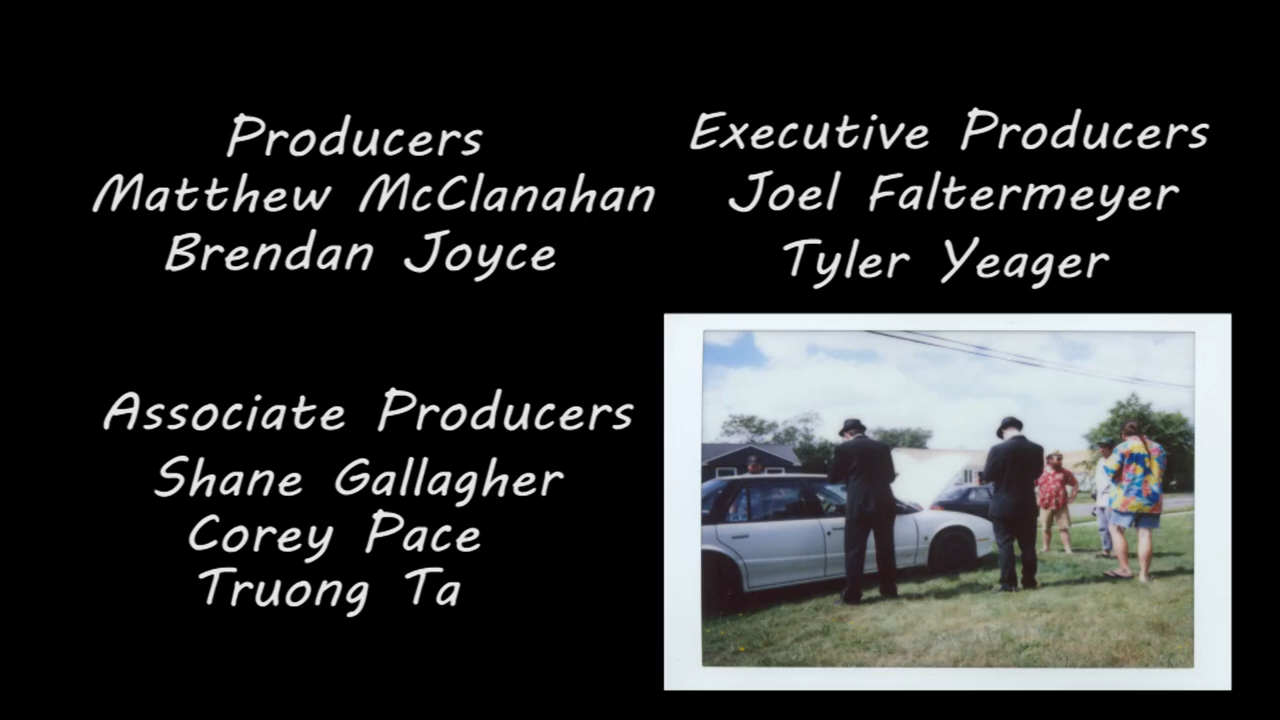 Producers
Matthew McClanahan
Brendan Joyce
Executive Producers
Joel Faltermeyer
Tyler Yeager
Associate Producers
Shane Gallagher
Corey Pace
Truong Ta